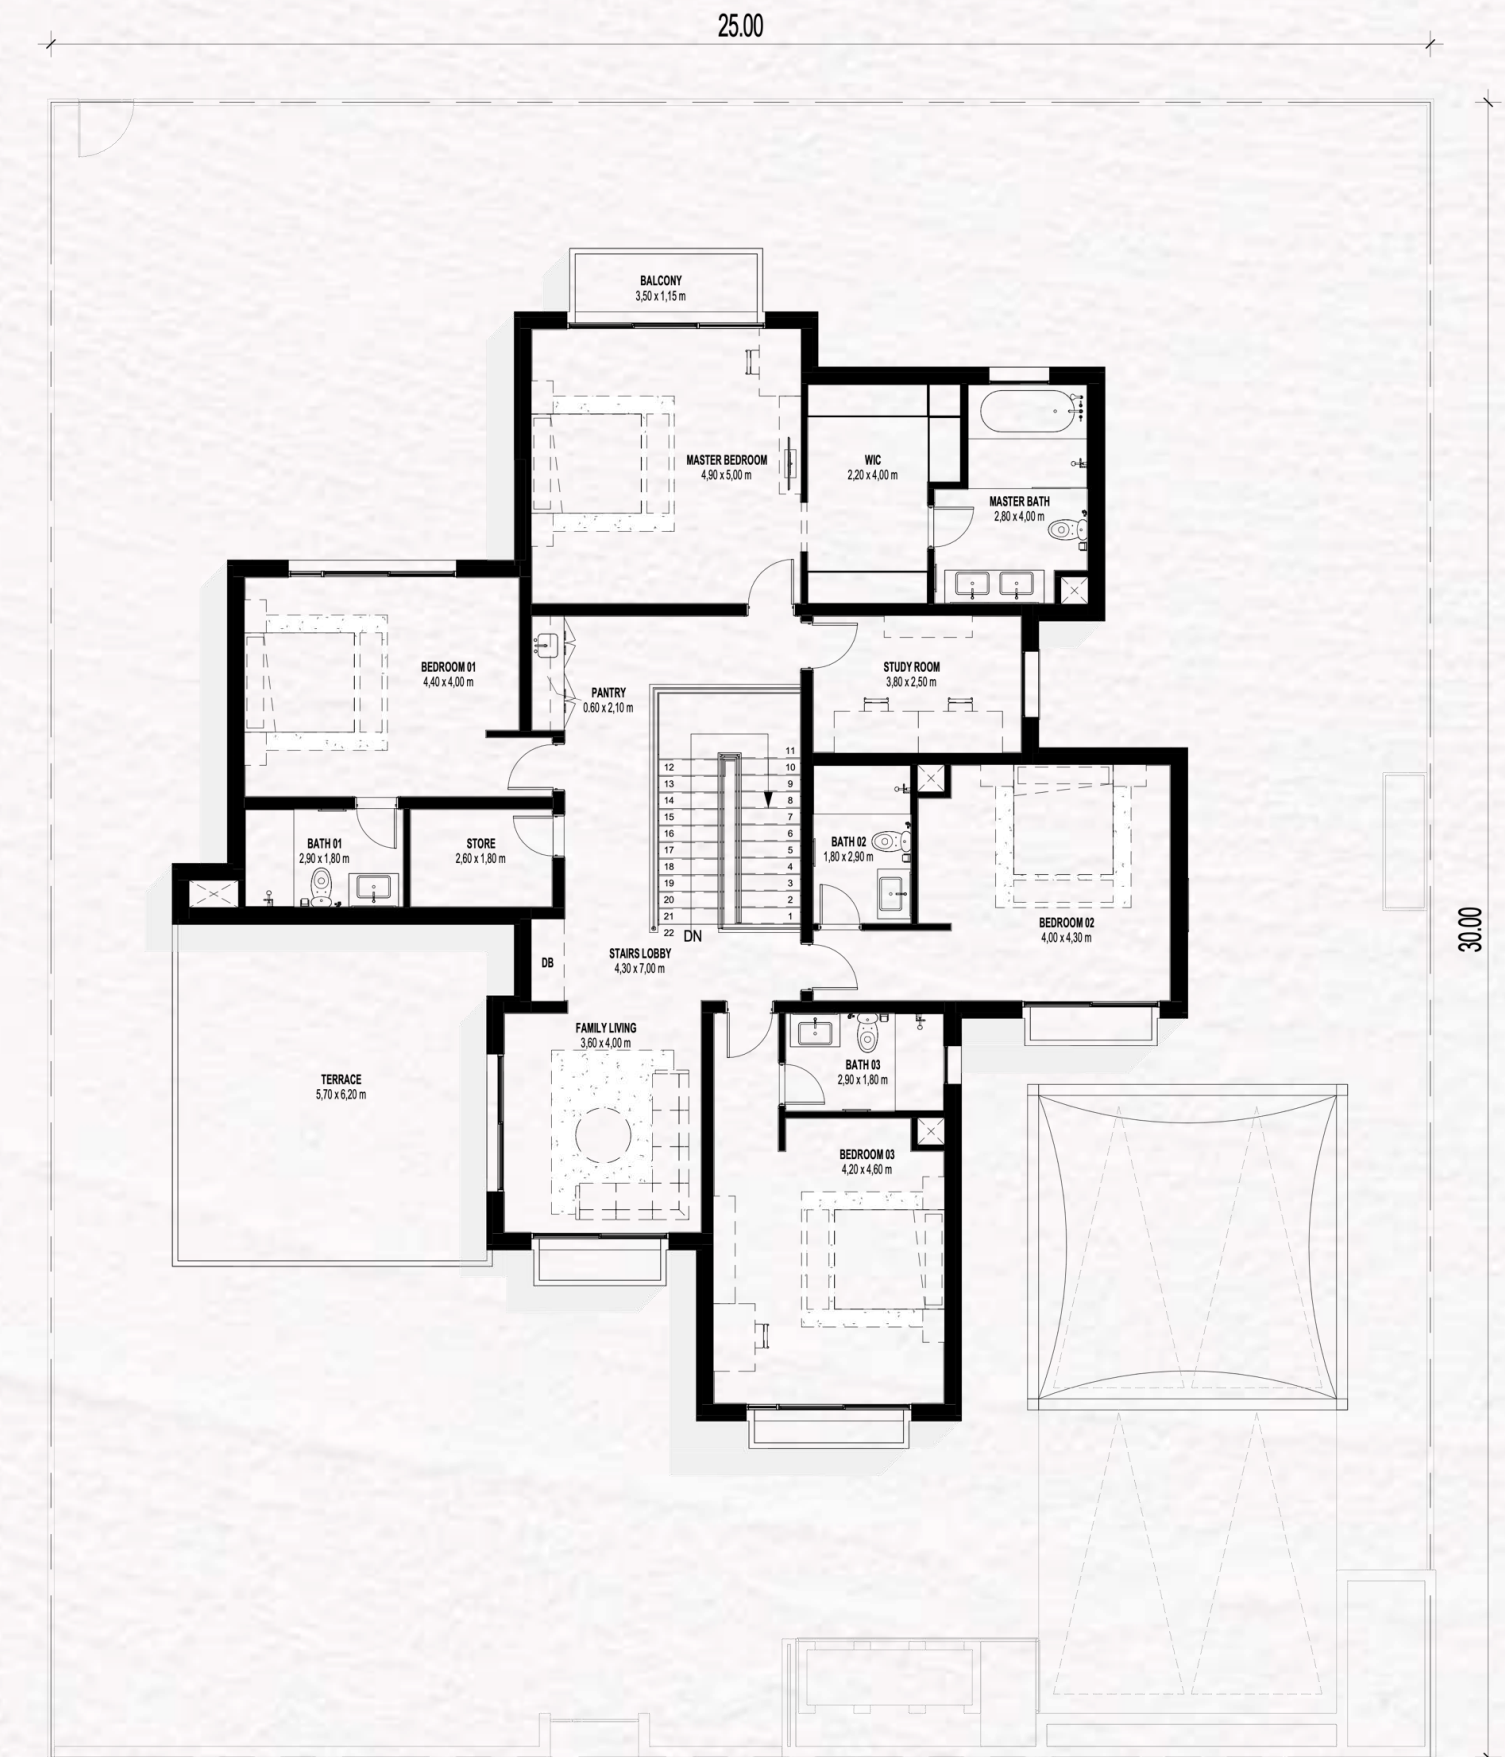 25.00
BALCONY
3,50 x 1,15 m
MASTER BEDROOM
4,90 x 5,00 m
WIC
2,20 x 4,00 m
MASTER BATH
2,80 x 4,00 m
BEDROOM 01
4,40 x 4,00 m
PANTRY
0.60 x 2,10 m
STUDY ROOM
3,80 x 2,50 m
11
12
10
13
9
14
8
15
7
16
6
17
5
18
4
19
3
20
2
21
1
22
DN
BATH 01
2,90 x 1,80 m
STORE
2,60 x 1,80 m
BATH 02
1,80 x 2,90 m
BEDROOM 02
4,00 x 4,30 m
30.00
STAIRS LOBBY
4,30 x 7,00 m
DB
FAMILY LIVING
3,60 x 4,00 m
TERRACE
5,70 x 6,20 m
BATH 03
2,90 x 1,80 m
BEDROOM 03
4,20 x 4,60 m